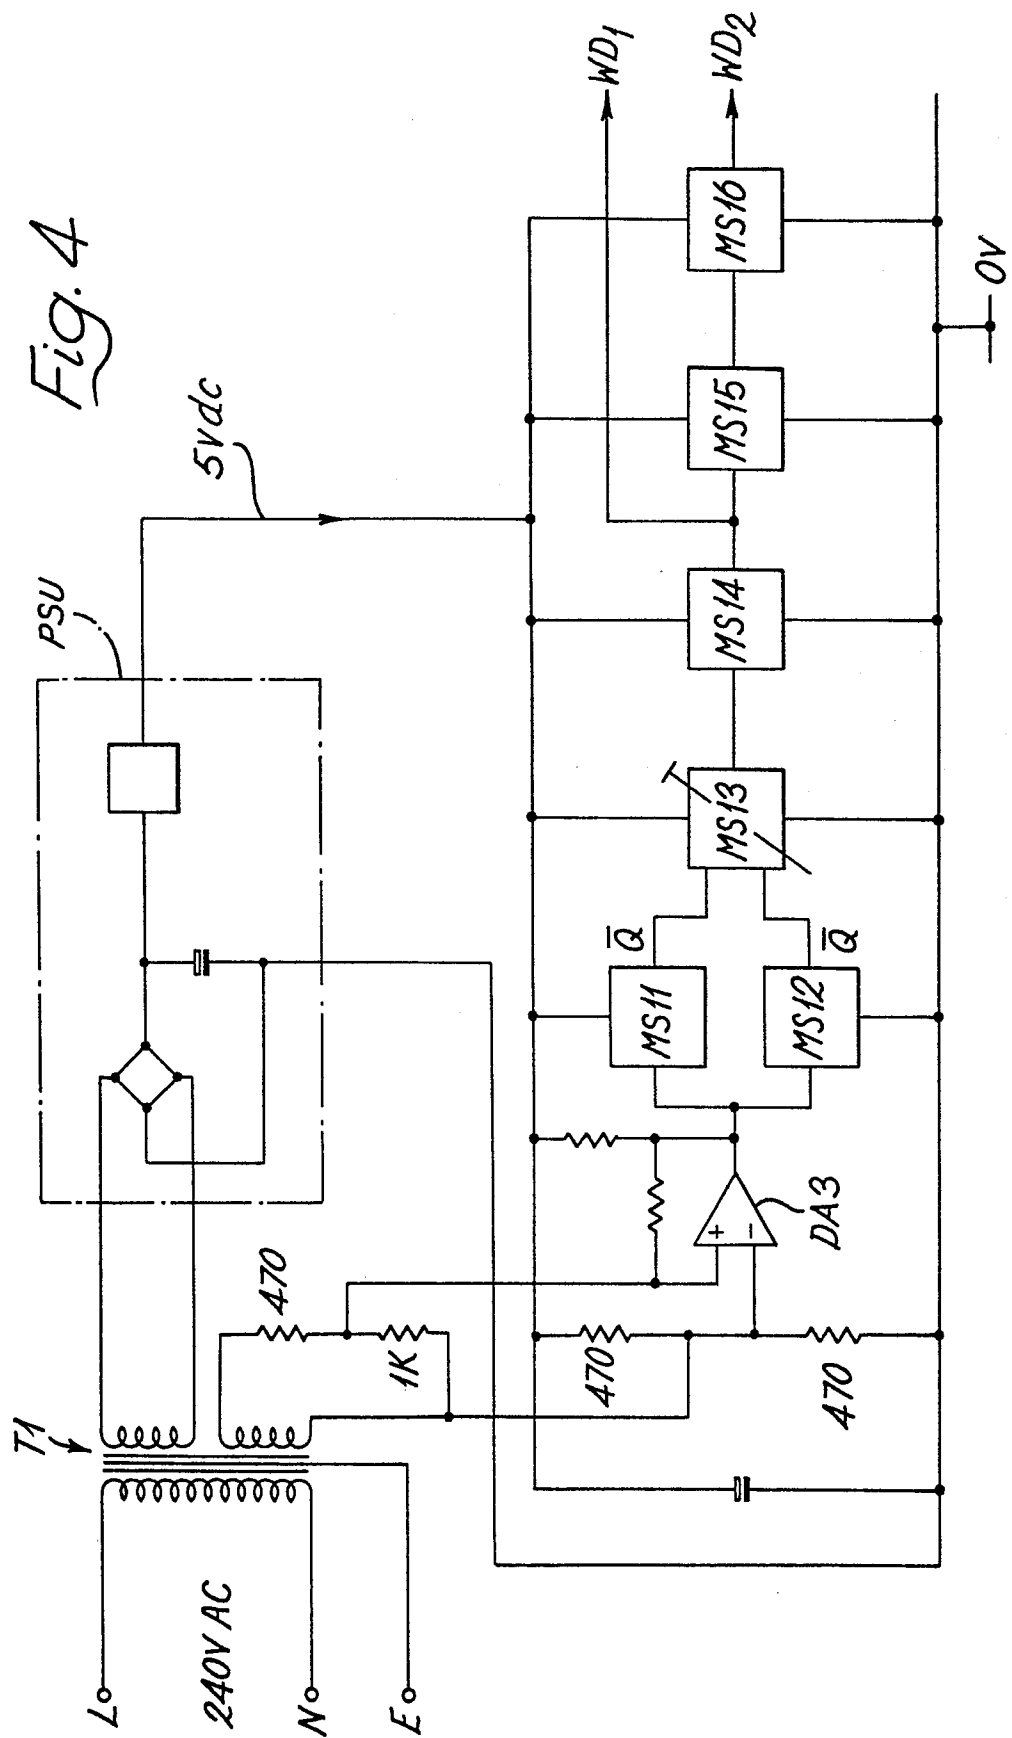 Fig. 4
T1
PSU
5vdc
L
240V AC
N
E
470
1K
470
470
+
−
DA3
Q̅
Q̅
MS11
MS12
MS13
MS14
MS15
MS16
WD1
WD2
0V